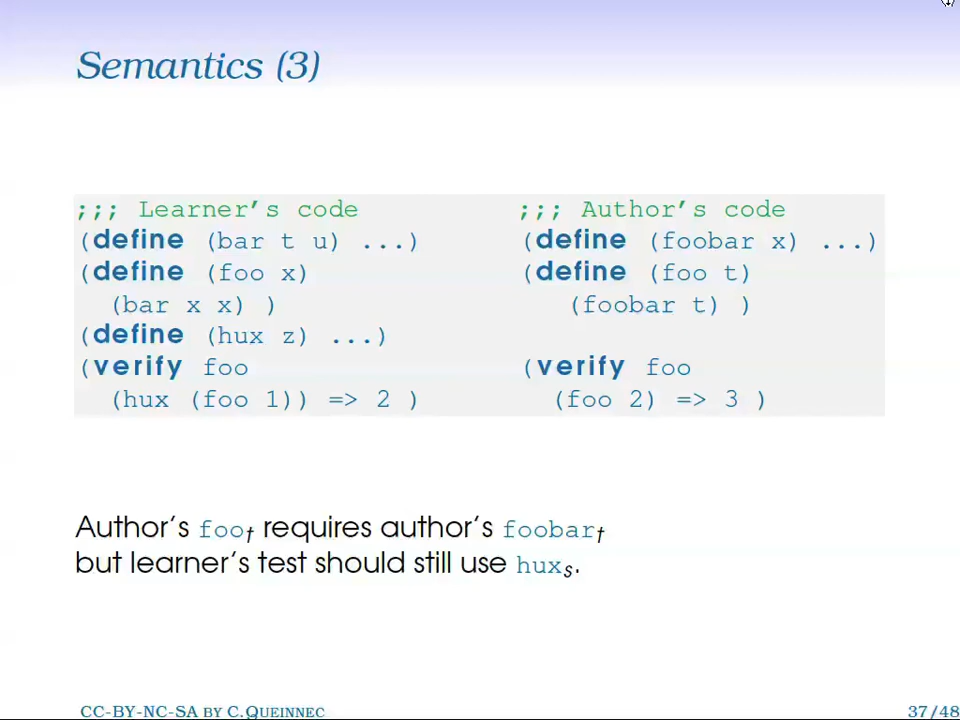 Semantics (3)
;;; Learner's code
(define (bar t u) ...)
(define (foo x)
(bar x x) )
(define (hux z) ...)
(verify foo
(hux (foo 1)) => 2 )
;;; Author's code
(define (foobar x) ...)
(define (foo t)
(foobar t) )
(verify foo
(foo 2) => 3 )
Author's foo_t requires author's foobar_t
but learner's test should still use hux_s.
CC-BY-NC-SA BY C.QUEINNEC
37/48